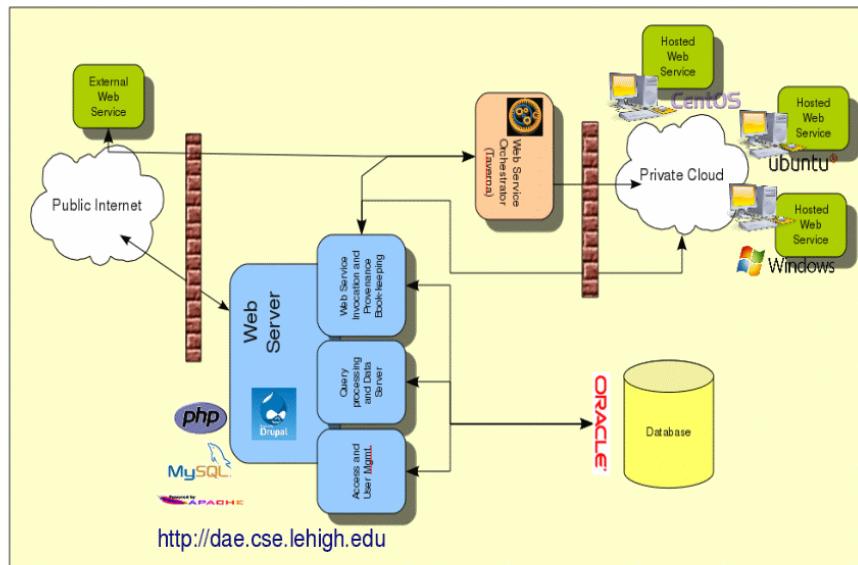 External
Web
Service
Public Internet
Web Service
Orchestrator
(Taverna)
Hosted
Web
Service
CentOS
Hosted
Web
Service
ubuntu®
Private Cloud
Hosted
Web
Service
Windows
Web
Server
Web Service
Invocation and
Provenance
Book-keeping
Query
processing
and Data
Server
Access and
User Mgmt.
Drupal
php
MySQL
Powered by
APACHE
ORACLE
Database
http://dae.cse.lehigh.edu